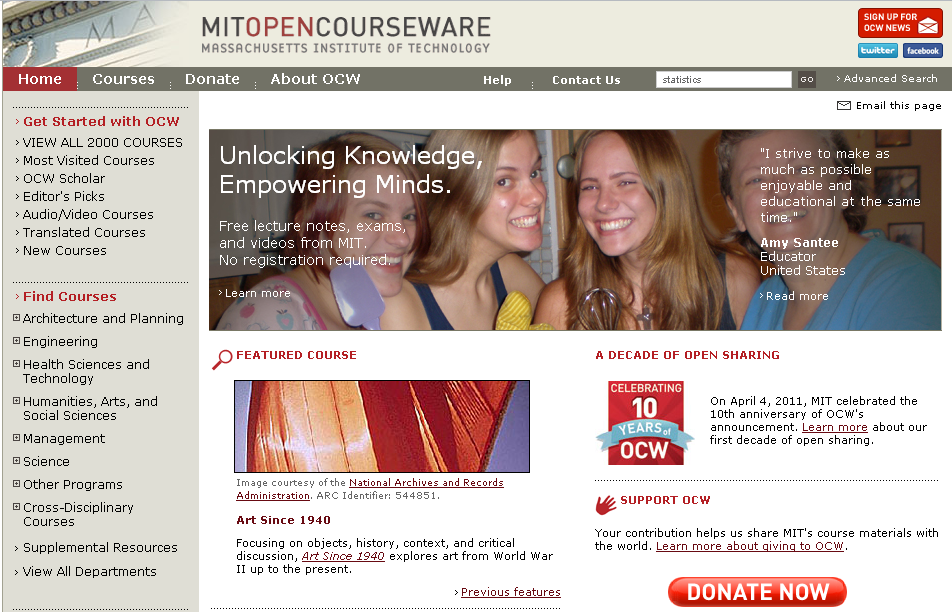 MIT
MITOPENCOURSEWARE
MASSACHUSETTS INSTITUTE OF TECHNOLOGY
SIGN UP FOR
OCW NEWS
twitter
facebook
Home
Courses
Donate
About OCW
Help
Contact Us
statistics
GO
Advanced Search
Email this page
Get Started with OCW
VIEW ALL 2000 COURSES
Most Visited Courses
OCW Scholar
Editor's Picks
Audio/Video Courses
Translated Courses
New Courses
Find Courses
Architecture and Planning
Engineering
Health Sciences and
Technology
Humanities, Arts, and
Social Sciences
Management
Science
Other Programs
Cross-Disciplinary
Courses
Supplemental Resources
View All Departments
Unlocking Knowledge,
Empowering Minds.
Free lecture notes, exams,
and videos from MIT.
No registration required.
Learn more
"I strive to make as
much as possible
enjoyable and
educational at the same
time."
Amy Santee
Educator
United States
Read more
FEATURED COURSE
Image courtesy of the National Archives and Records
Administration. ARC Identifier: 544851.
Art Since 1940
Focusing on objects, history, context, and critical
discussion, Art Since 1940 explores art from World War
II up to the present.
Previous features
A DECADE OF OPEN SHARING
CELEBRATING
10
YEARS of
OCW
On April 4, 2011, MIT celebrated the
10th anniversary of OCW's
announcement. Learn more about our
first decade of open sharing.
SUPPORT OCW
Your contribution helps us share MIT's course materials with
the world. Learn more about giving to OCW.
DONATE NOW